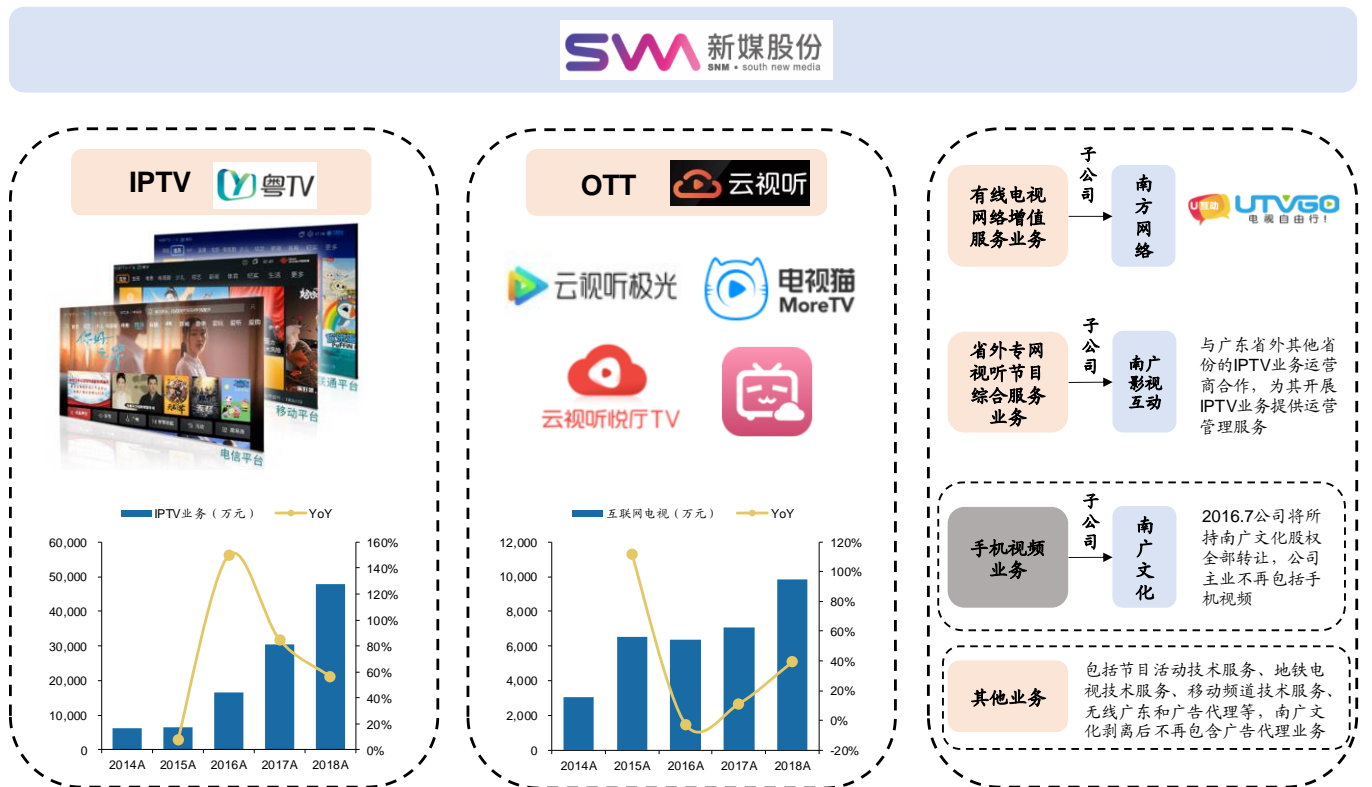 SVM 新媒股份
SNM • south new media
IPTV
粤TV
联通平台
移动平台
电信平台
你好
IPTV业务（万元）
YoY
60,000
50,000
40,000
30,000
20,000
10,000
0
160%
140%
120%
100%
80%
60%
40%
20%
0%
2014A
2015A
2016A
2017A
2018A
OTT
云视听
云视听极光
电视猫
MoreTV
云视听悦厅TV
互联网电视（万元）
YoY
12,000
10,000
8,000
6,000
4,000
2,000
0
120%
100%
80%
60%
40%
20%
0%
-20%
2014A
2015A
2016A
2017A
2018A
有线电视
网络增值
服务业务
子公司
南方网络
U互动
UTVGO
电视自由行！
省外专网
视听节目
综合服务
业务
子公司
南广
影视
互动
与广东省外其他省
份的IPTV业务运营
商合作，为其开展
IPTV业务提供运营
管理服务
手机视频
业务
子公司
南广文化
2016.7公司将所
持南广文化股权
全部转让，公司
主业不再包括手
机视频
其他业务
包括节目活动技术服务、地铁电
视技术服务、移动频道技术服务、
无线广东和广告代理等，南广文
化剥离后不再包含广告代理业务